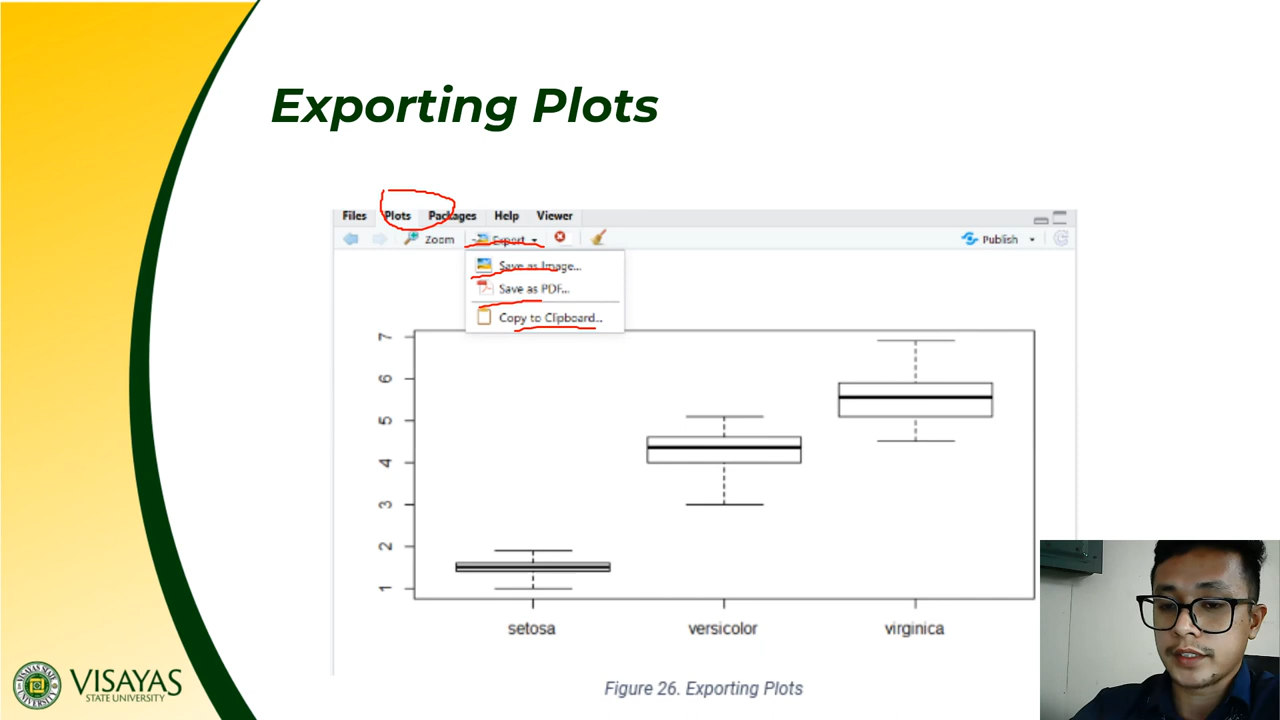 Exporting Plots
Files Plots Packages Help Viewer
Zoom Export Publish
Save as Image...
Save as PDF...
Copy to Clipboard...
7
6
5
4
3
2
1
setosa versicolor virginica
Figure 26. Exporting Plots
VISAYAS
STATE UNIVERSITY